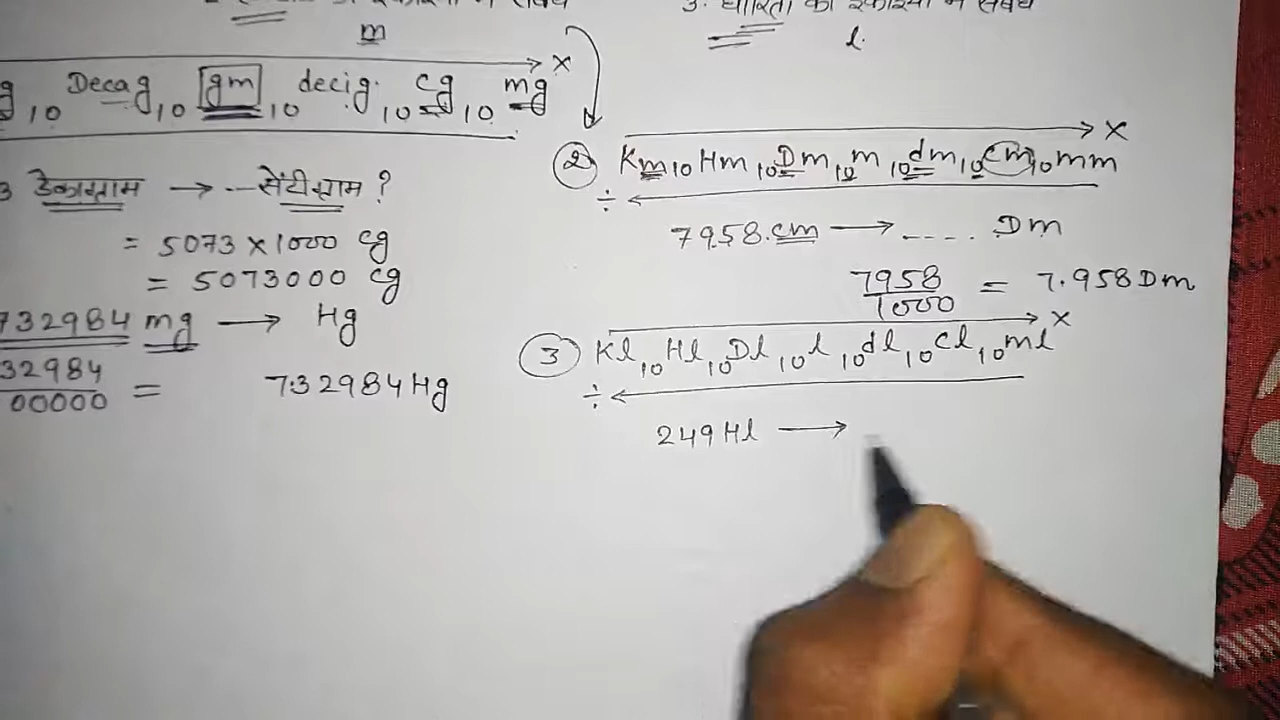 3. धारिता की इकाइयों में संबंध
m
l.
g 10 Decag 10 gm 10 decig. 10 cg 10 mg
X
डेकाग्राम → ---सेंटीग्राम ?
= 5073 X 1000 cg
= 5073000 cg
732984 mg → Hg
32984
00000
= 7.32984 Hg
X
② Km 10 Hm 10 Dm 10 m 10 dm 10 cm 10 mm
÷
7958.cm → .... Dm
7958
1000
= 7.958 Dm
X
③ Kl 10 Hl 10 Dl 10 l 10 dl 10 Cl 10 ml
÷
249 Hl →